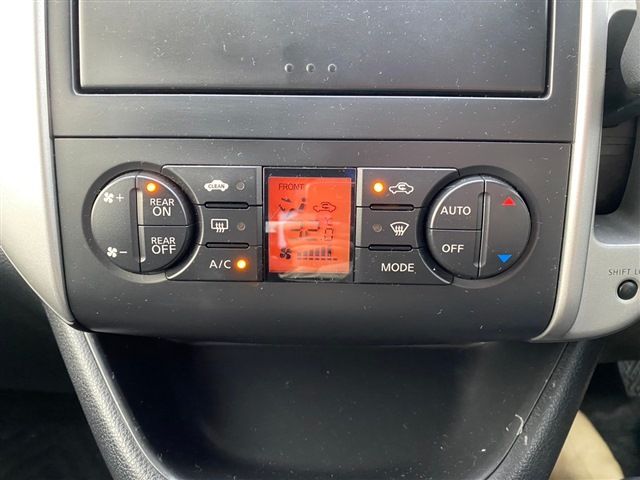 CLEAN
FRONT
REAR
ON
REAR
OFF
A/C
AUTO
OFF
MODE
SHIFT L